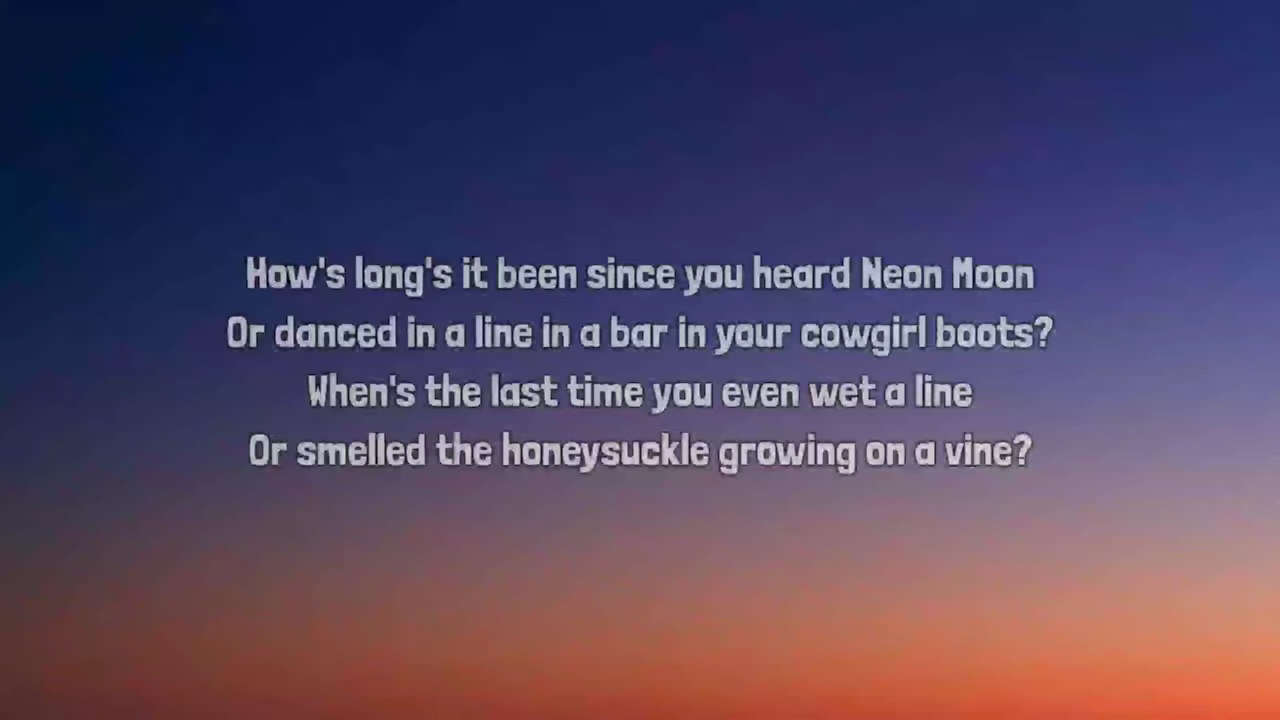 How's long's it been since you heard Neon Moon
Or danced in a line in a bar in your cowgirl boots?
When's the last time you even wet a line
Or smelled the honeysuckle growing on a vine?